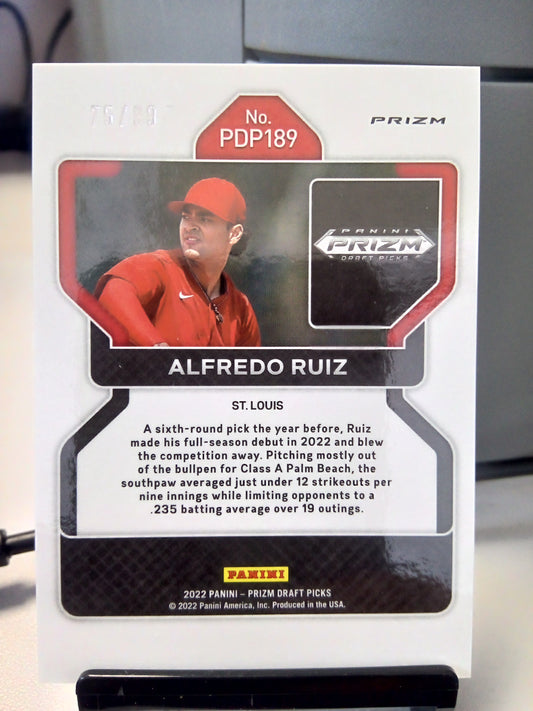 No.
PDP189
PRIZM
PANINI
PRIZM
DRAFT PICKS
ALFREDO RUIZ
ST. LOUIS
A sixth-round pick the year before, Ruiz
made his full-season debut in 2022 and blew
the competition away. Pitching mostly out
of the bullpen for Class A Palm Beach, the
southpaw averaged just under 12 strikeouts per
nine innings while limiting opponents to a
.235 batting average over 19 outings.
PANINI
2022 PANINI – PRIZM DRAFT PICKS
© 2022 Panini America, Inc. Produced in the USA.